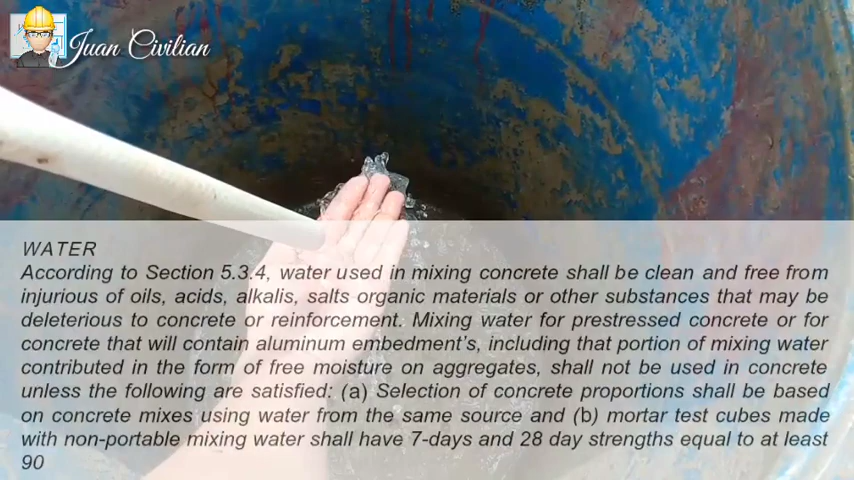 Juan Civilian
WATER
According to Section 5.3.4, water used in mixing concrete shall be clean and free from
injurious of oils, acids, alkalis, salts organic materials or other substances that may be
deleterious to concrete or reinforcement. Mixing water for prestressed concrete or for
concrete that will contain aluminum embedment's, including that portion of mixing water
contributed in the form of free moisture on aggregates, shall not be used in concrete
unless the following are satisfied: (a) Selection of concrete proportions shall be based
on concrete mixes using water from the same source and (b) mortar test cubes made
with non-portable mixing water shall have 7-days and 28 day strengths equal to at least
90